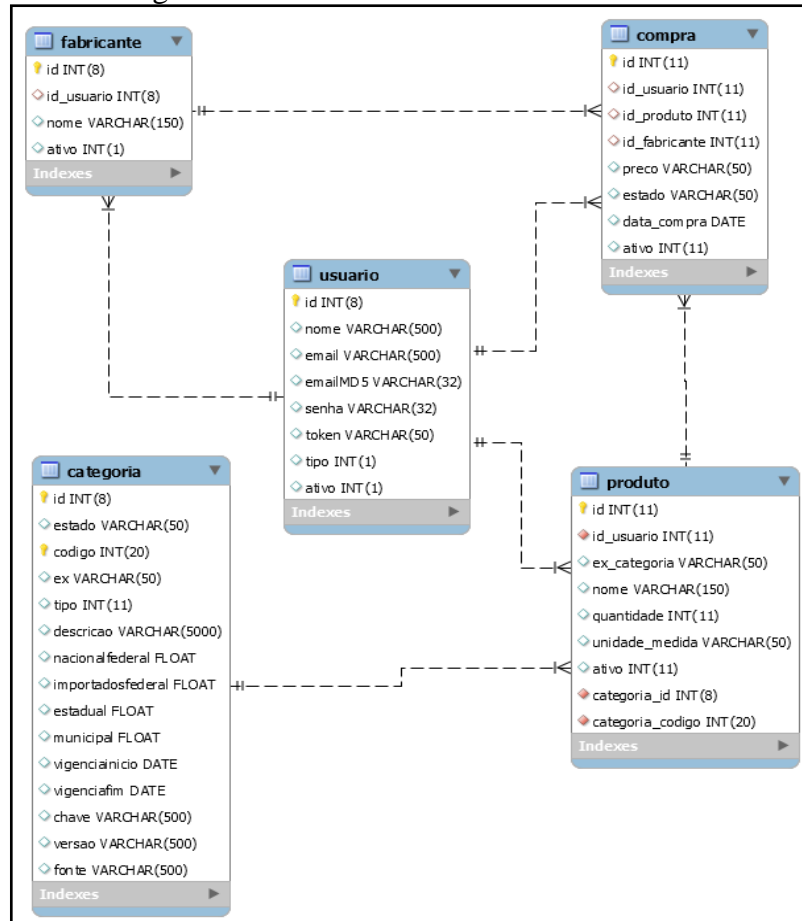 fabricante
id INT(8)
id_usuario INT(8)
nome VARCHAR(150)
ativo INT(1)
Indexes
compra
id INT(11)
id_usuario INT(11)
id_produto INT(11)
id_fabricante INT(11)
preco VARCHAR(50)
estado VARCHAR(50)
data_compra DATE
ativo INT(11)
Indexes
usuario
id INT(8)
nome VARCHAR(500)
email VARCHAR(500)
emailMD5 VARCHAR(32)
senha VARCHAR(32)
token VARCHAR(50)
tipo INT(1)
ativo INT(1)
Indexes
categoria
id INT(8)
estado VARCHAR(50)
codigo INT(20)
ex VARCHAR(50)
tipo INT(11)
descricao VARCHAR(5000)
nacionalfederal FLOAT
importadosfederal FLOAT
estadual FLOAT
municipal FLOAT
vigenciainicio DATE
vigenciafim DATE
chave VARCHAR(500)
versao VARCHAR(500)
fonte VARCHAR(500)
Indexes
produto
id INT(11)
id_usuario INT(11)
ex_categoria VARCHAR(50)
nome VARCHAR(150)
quantidade INT(11)
unidade_medida VARCHAR(50)
ativo INT(11)
categoria_id INT(8)
categoria_codigo INT(20)
Indexes